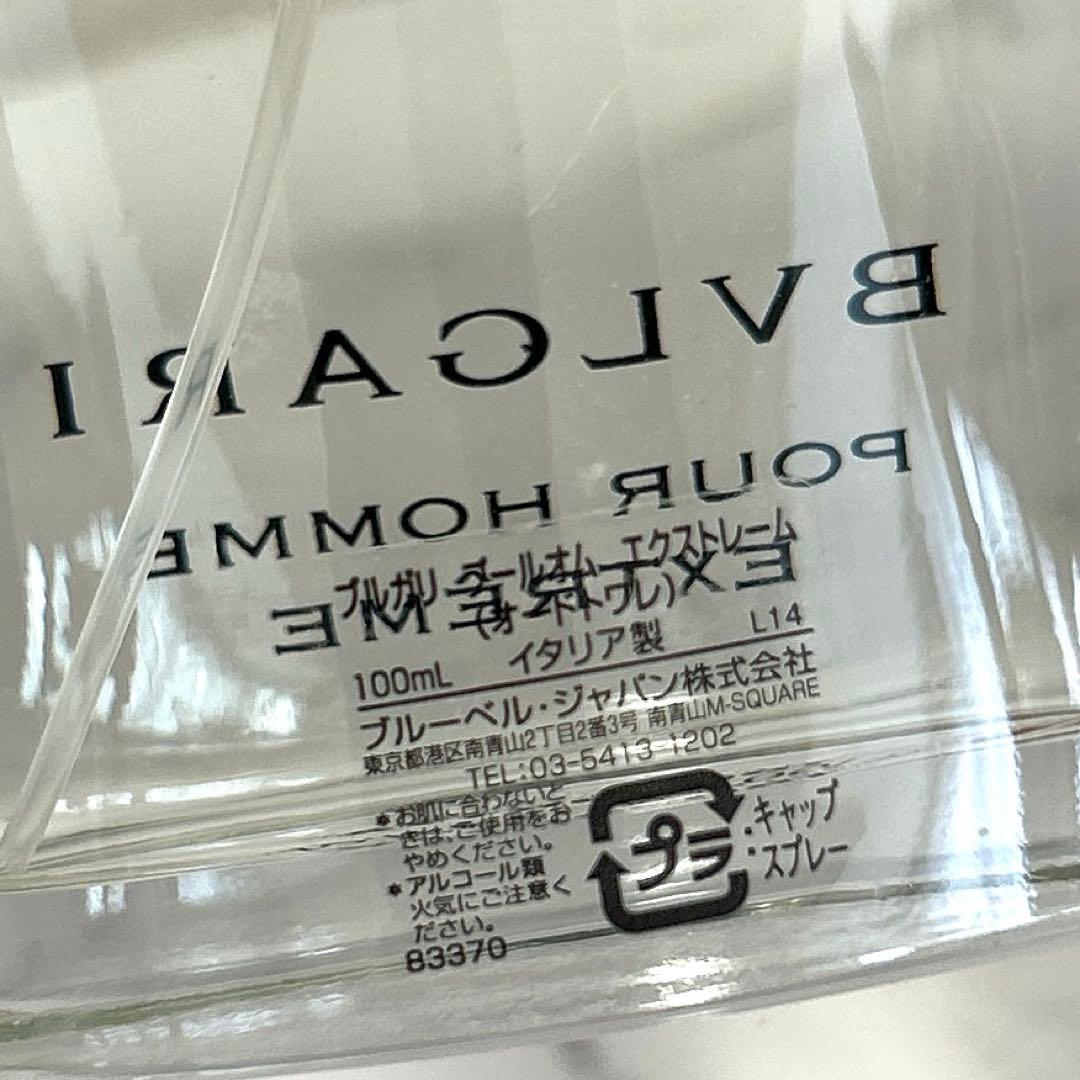 BVLGARI
POUR HOMME
EXTREME
ブルガリ プールオム エクストレーム
(オードトワレ)
100mL イタリア製 L14
ブルーベル・ジャパン株式会社
東京都港区南青山2丁目2番3号 南青山M-SQUARE
TEL:03-5413-1202
*お肌に合わないと
きは、ご使用をお
やめください。
*アルコール類
火気にご注意く
ださい。
83370
プラ
:キャップ
スプレー